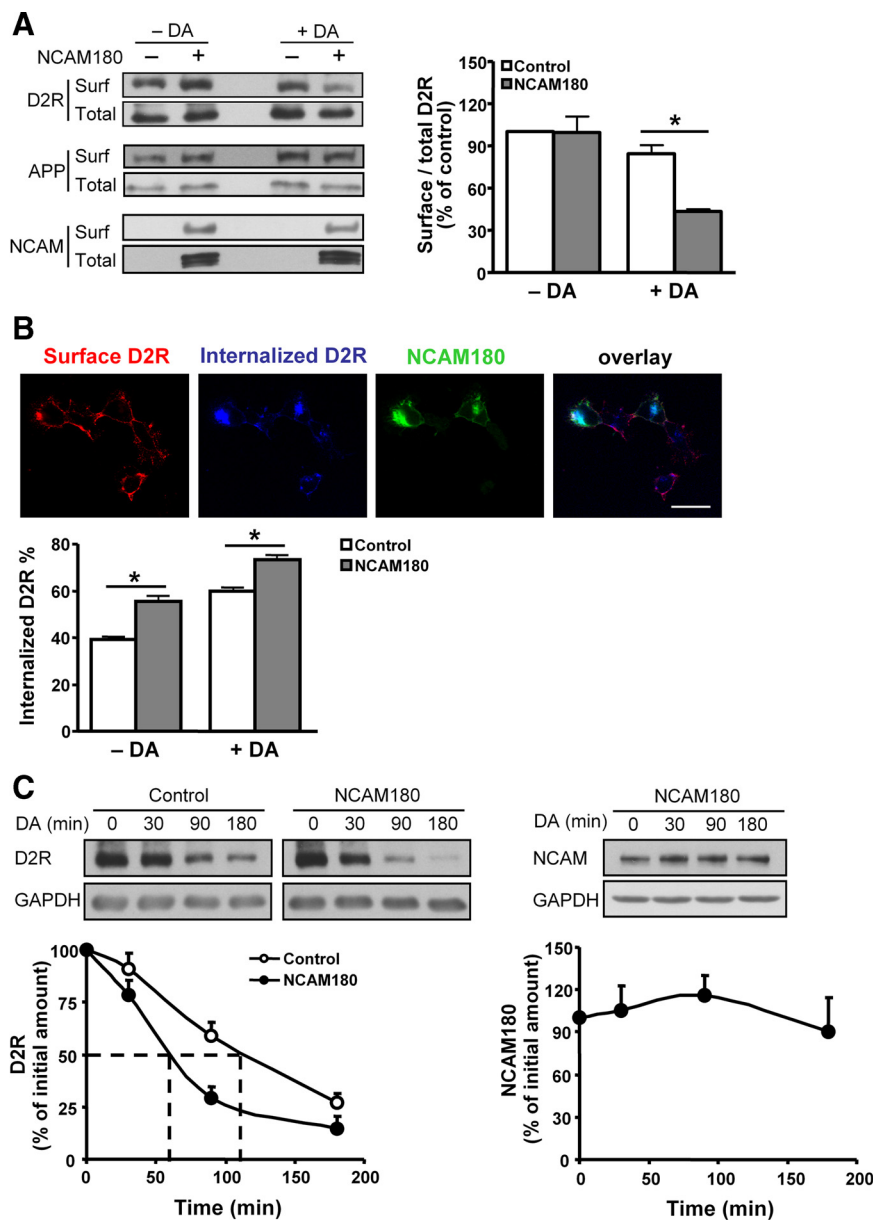 A
– DA + DA
NCAM180 – + – +
D2R
Surf
Total
APP
Surf
Total
NCAM
Surf
Total
Surface / total D2R
(% of control)
150
120
90
60
30
0
Control
NCAM180
*
– DA + DA
B
Surface D2R Internalized D2R NCAM180 overlay
Internalized D2R %
80
60
40
20
0
Control
NCAM180
* *
– DA + DA
C
Control NCAM180
DA (min) 0 30 90 180 0 30 90 180
D2R
GAPDH
NCAM180
DA (min) 0 30 90 180
NCAM
GAPDH
D2R
(% of initial amount)
100
75
50
25
0
Control
NCAM180
0 50 100 150 200
Time (min)
NCAM180
(% of initial amount)
150
120
90
60
30
0
0 50 100 150 200
Time (min)